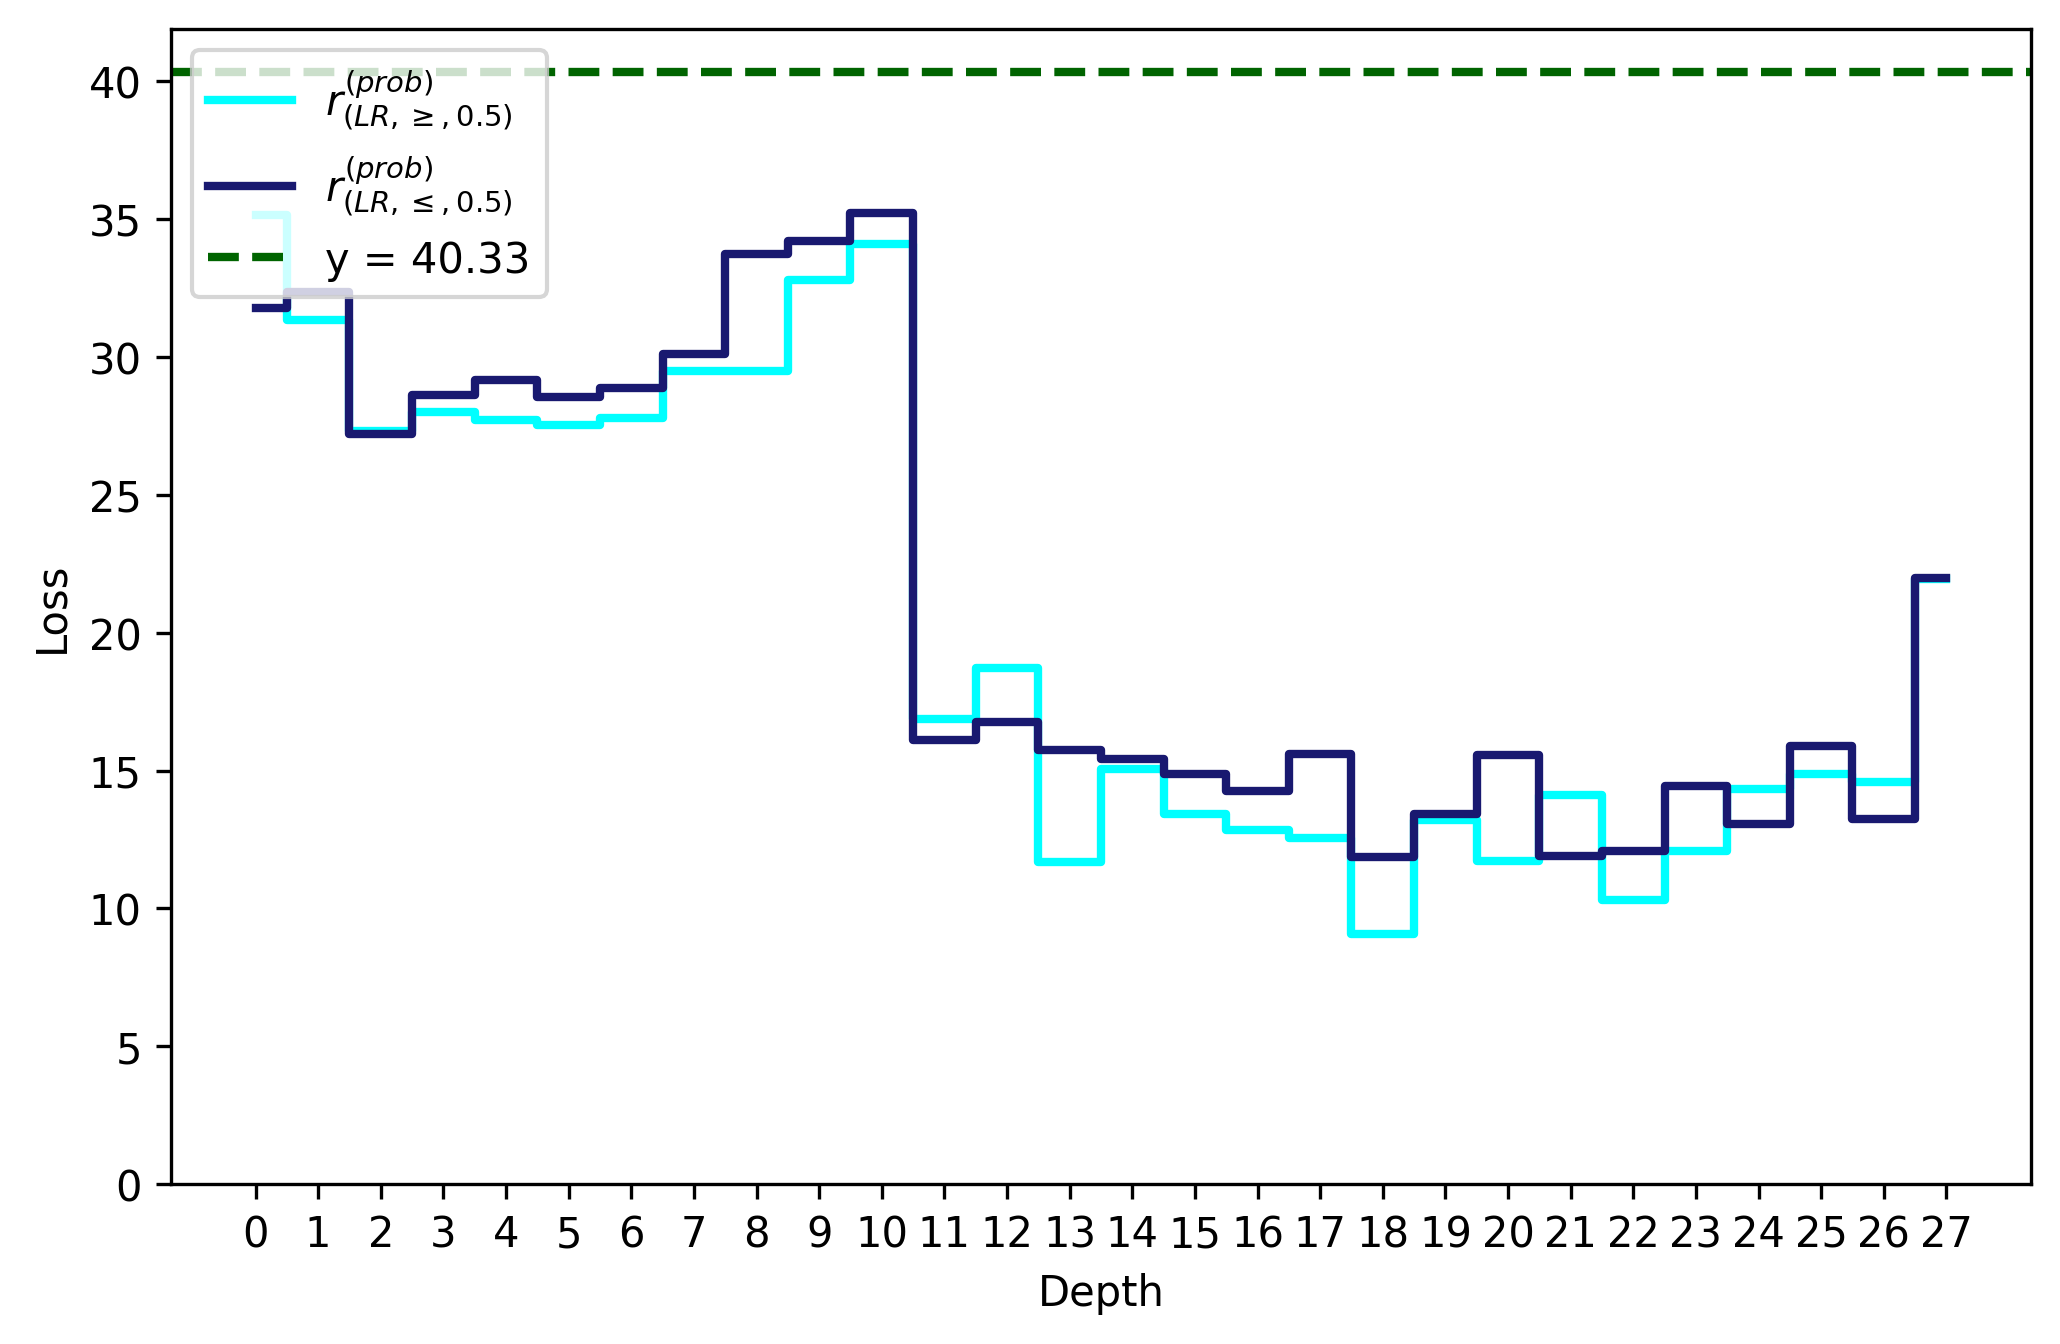 40
35
30
25
20
15
10
5
0
Loss
r^{(prob)}_{(LR, ≥, 0.5)}
r^{(prob)}_{(LR, ≤, 0.5)}
y = 40.33
0 1 2 3 4 5 6 7 8 9 10 11 12 13 14 15 16 17 18 19 20 21 22 23 24 25 26 27
Depth